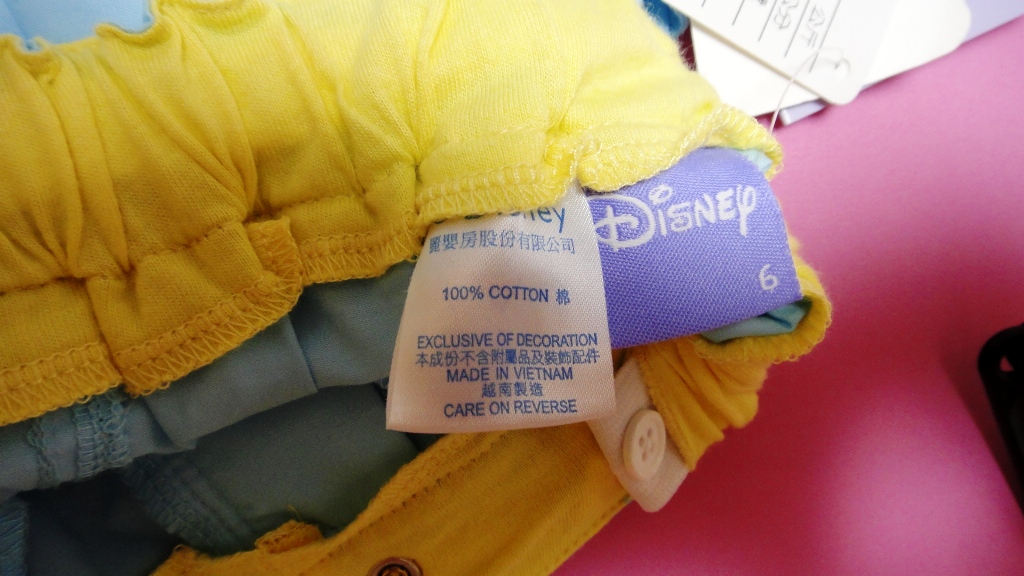 Disney
麗嬰房股份有限公司
100% COTTON 棉
EXCLUSIVE OF DECORATION
本成份不含附屬品及裝飾配件
MADE IN VIETNAM
越南製造
CARE ON REVERSE
DISNEY
6